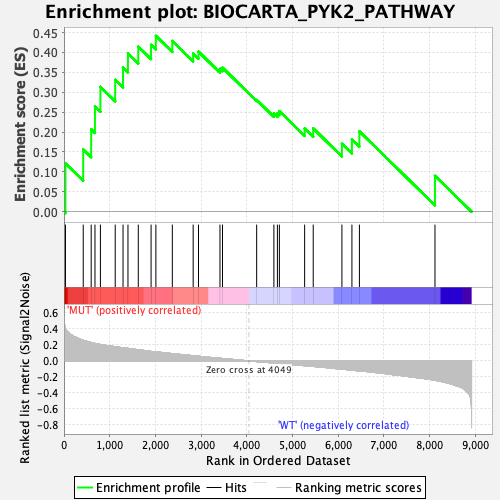 Enrichment plot: BIOCARTA_PYK2_PATHWAY
Enrichment score (ES)
0.45
0.40
0.35
0.30
0.25
0.20
0.15
0.10
0.05
0.00
'MUT' (positively correlated)
Ranked list metric (Signal2Noise)
0.6
0.4
0.2
0.0
-0.2
-0.4
-0.6
-0.8
Zero cross at 4049
'WT' (negatively correlated)
0 1,000 2,000 3,000 4,000 5,000 6,000 7,000 8,000 9,000
Rank in Ordered Dataset
Enrichment profile Hits Ranking metric scores